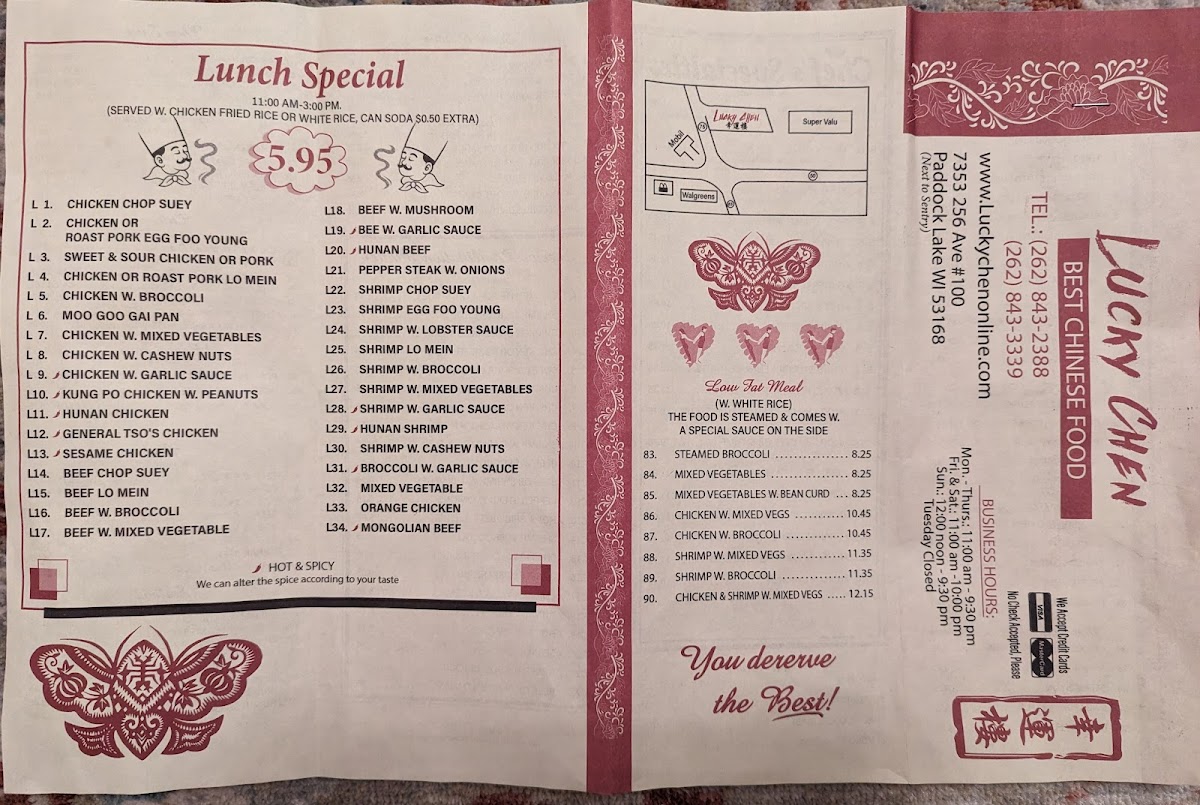 Lunch Special
11:00 AM-3:00 PM.
(SERVED W. CHICKEN FRIED RICE OR WHITE RICE, CAN SODA $0.50 EXTRA)
5.95
L 1. CHICKEN CHOP SUEY
L 2. CHICKEN OR
ROAST PORK EGG FOO YOUNG
L 3. SWEET & SOUR CHICKEN OR PORK
L 4. CHICKEN OR ROAST PORK LO MEIN
L 5. CHICKEN W. BROCCOLI
L 6. MOO GOO GAI PAN
L 7. CHICKEN W. MIXED VEGETABLES
L 8. CHICKEN W. CASHEW NUTS
L 9. CHICKEN W. GARLIC SAUCE
L10. KUNG PO CHICKEN W. PEANUTS
L11. HUNAN CHICKEN
L12. GENERAL TSO'S CHICKEN
L13. SESAME CHICKEN
L14. BEEF CHOP SUEY
L15. BEEF LO MEIN
L16. BEEF W. BROCCOLI
L17. BEEF W. MIXED VEGETABLE
L18. BEEF W. MUSHROOM
L19. BEE W. GARLIC SAUCE
L20. HUNAN BEEF
L21. PEPPER STEAK W. ONIONS
L22. SHRIMP CHOP SUEY
L23. SHRIMP EGG FOO YOUNG
L24. SHRIMP W. LOBSTER SAUCE
L25. SHRIMP LO MEIN
L26. SHRIMP W. BROCCOLI
L27. SHRIMP W. MIXED VEGETABLES
L28. SHRIMP W. GARLIC SAUCE
L29. HUNAN SHRIMP
L30. SHRIMP W. CASHEW NUTS
L31. BROCCOLI W. GARLIC SAUCE
L32. MIXED VEGETABLE
L33. ORANGE CHICKEN
L34. MONGOLIAN BEEF
HOT & SPICY
We can alter the spice according to your taste
LUCKY CHEN
幸運樓
Super Valu
Mobil
Walgreens
Low Fat Meal
(W. WHITE RICE)
THE FOOD IS STEAMED & COMES W.
A SPECIAL SAUCE ON THE SIDE
83. STEAMED BROCCOLI ................ 8.25
84. MIXED VEGETABLES ................ 8.25
85. MIXED VEGETABLES W. BEAN CURD ... 8.25
86. CHICKEN W. MIXED VEGS ........... 10.45
87. CHICKEN W. BROCCOLI ............. 10.45
88. SHRIMP W. MIXED VEGS ............ 11.35
89. SHRIMP W. BROCCOLI .............. 11.35
90. CHICKEN & SHRIMP W. MIXED VEGS ..... 12.15
You dererve
the Best!
LUCKY CHEN
BEST CHINESE FOOD
TEL.: (262) 843-2388
(262) 843-3339
www.Luckychenonline.com
7353 256 Ave #100
Paddock Lake WI 53168
(Next to Sentry)
BUSINESS HOURS:
Mon. - Thurs.: 11:00 am - 9:30 pm
Fri. & Sat.: 11:00 am -10:00 pm
Sun.: 12:00 noon - 9:30 pm
Tuesday Closed
We Accept Credit Cards
VISA
MasterCard
No Check Accepted, Please
幸運樓